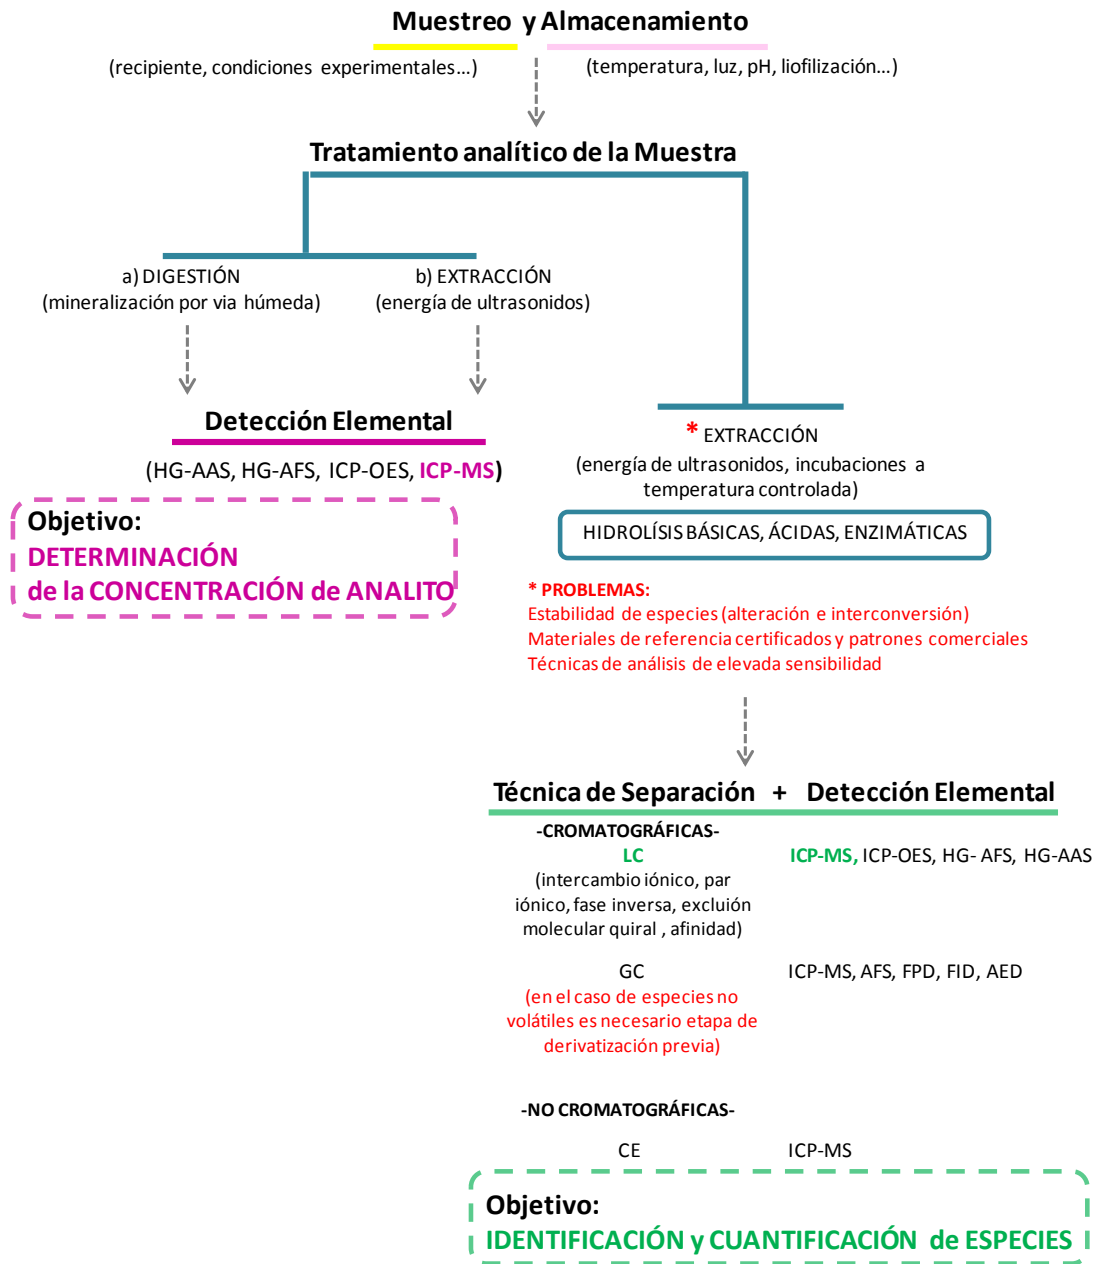 Muestreo y Almacenamiento
(recipiente, condiciones experimentales...)
(temperatura, luz, pH, liofilización...)
Tratamiento analítico de la Muestra
a) DIGESTIÓN
(mineralización por via húmeda)
b) EXTRACCIÓN
(energía de ultrasonidos)
Detección Elemental
(HG-AAS, HG-AFS, ICP-OES, ICP-MS)
Objetivo:
DETERMINACIÓN
de la CONCENTRACIÓN de ANALITO
* EXTRACCIÓN
(energía de ultrasonidos, incubaciones a
temperatura controlada)
HIDROLÍSIS BÁSICAS, ÁCIDAS, ENZIMÁTICAS
* PROBLEMAS:
Estabilidad de especies (alteración e interconversión)
Materiales de referencia certificados y patrones comerciales
Técnicas de análisis de elevada sensibilidad
Técnica de Separación + Detección Elemental
-CROMATOGRÁFICAS-
LC
ICP-MS, ICP-OES, HG- AFS, HG-AAS
(intercambio iónico, par
iónico, fase inversa, excluión
molecular quiral , afinidad)
GC
ICP-MS, AFS, FPD, FID, AED
(en el caso de especies no
volátiles es necesario etapa de
derivatización previa)
-NO CROMATOGRÁFICAS-
CE
ICP-MS
Objetivo:
IDENTIFICACIÓN y CUANTIFICACIÓN de ESPECIES